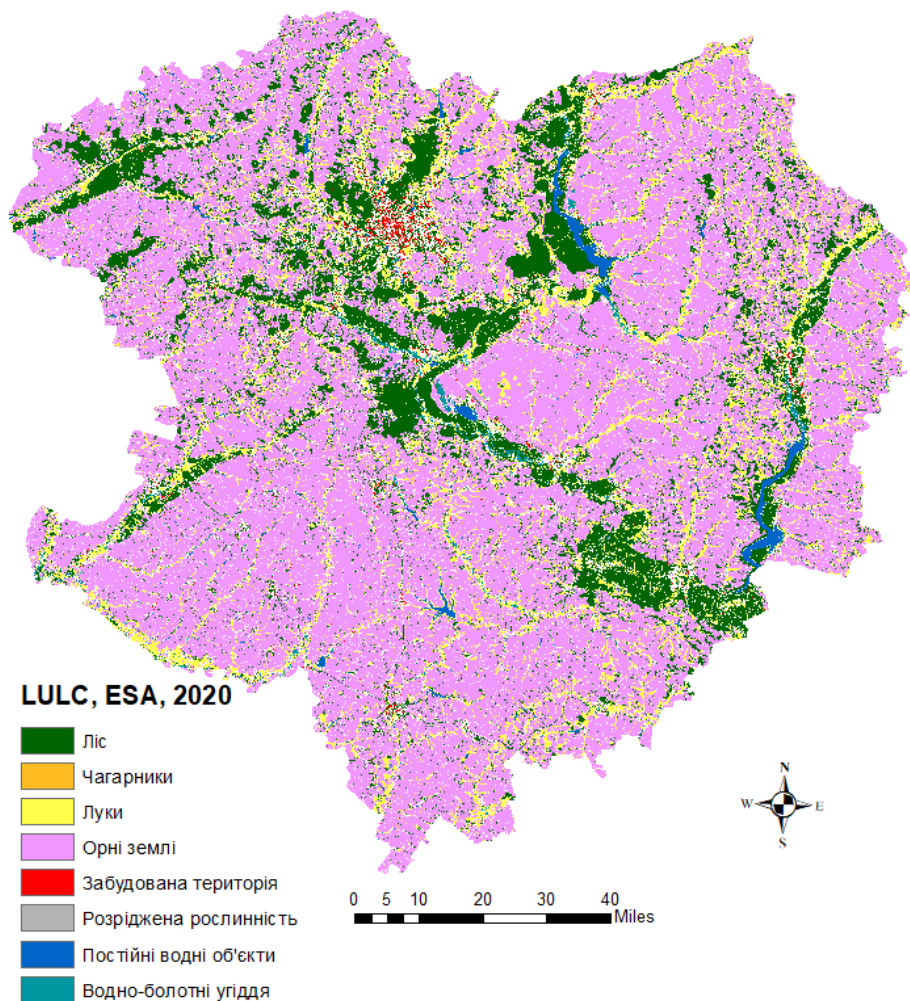 LULC, ESA, 2020
Ліс
Чагарники
Луки
Орні землі
Забудована територія
Розріджена рослинність
Постійні водні об'єкти
Водно-болотні угіддя
N
W E
S
0 5 10 20 30 40
Miles